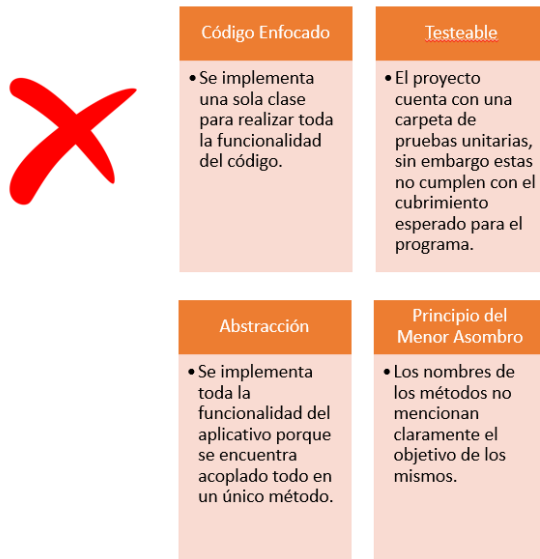 Código Enfocado
• Se implementa
una sola clase
para realizar toda
la funcionalidad
del código.
Testeable
• El proyecto
cuenta con una
carpeta de
pruebas unitarias,
sin embargo estas
no cumplen con el
cubrimiento
esperado para el
programa.
Abstracción
• Se implementa
toda la
funcionalidad del
aplicativo porque
se encuentra
acoplado todo en
un único método.
Principio del
Menor Asombro
• Los nombres de
los métodos no
mencionan
claramente el
objetivo de los
mismos.